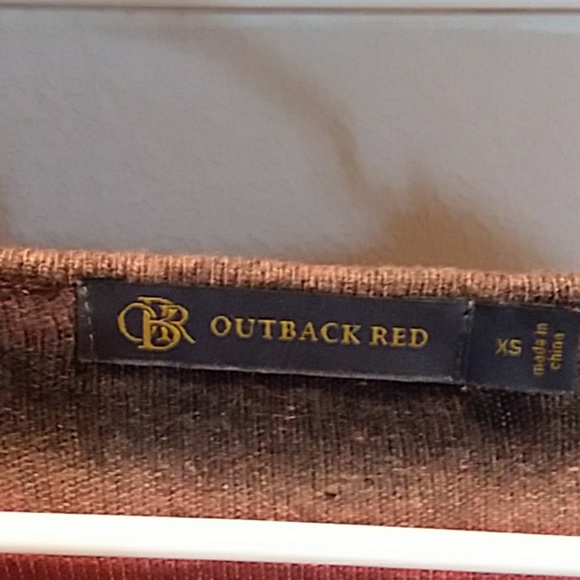 OBR OUTBACK RED
XS
made in
china